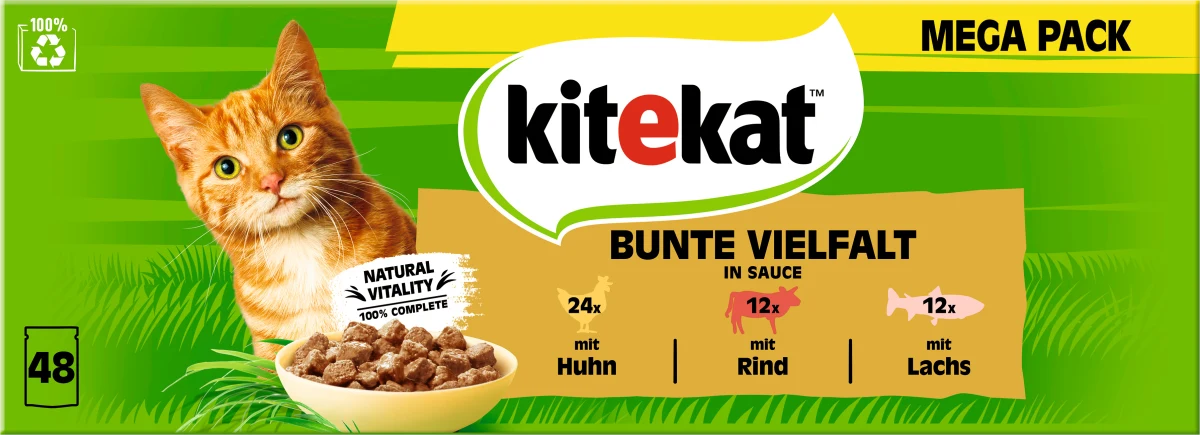 100%
MEGA PACK
kitekat™
BUNTE VIELFALT
IN SAUCE
NATURAL
VITALITY
100% COMPLETE
24x
mit
Huhn
12x
mit
Rind
12x
mit
Lachs
48